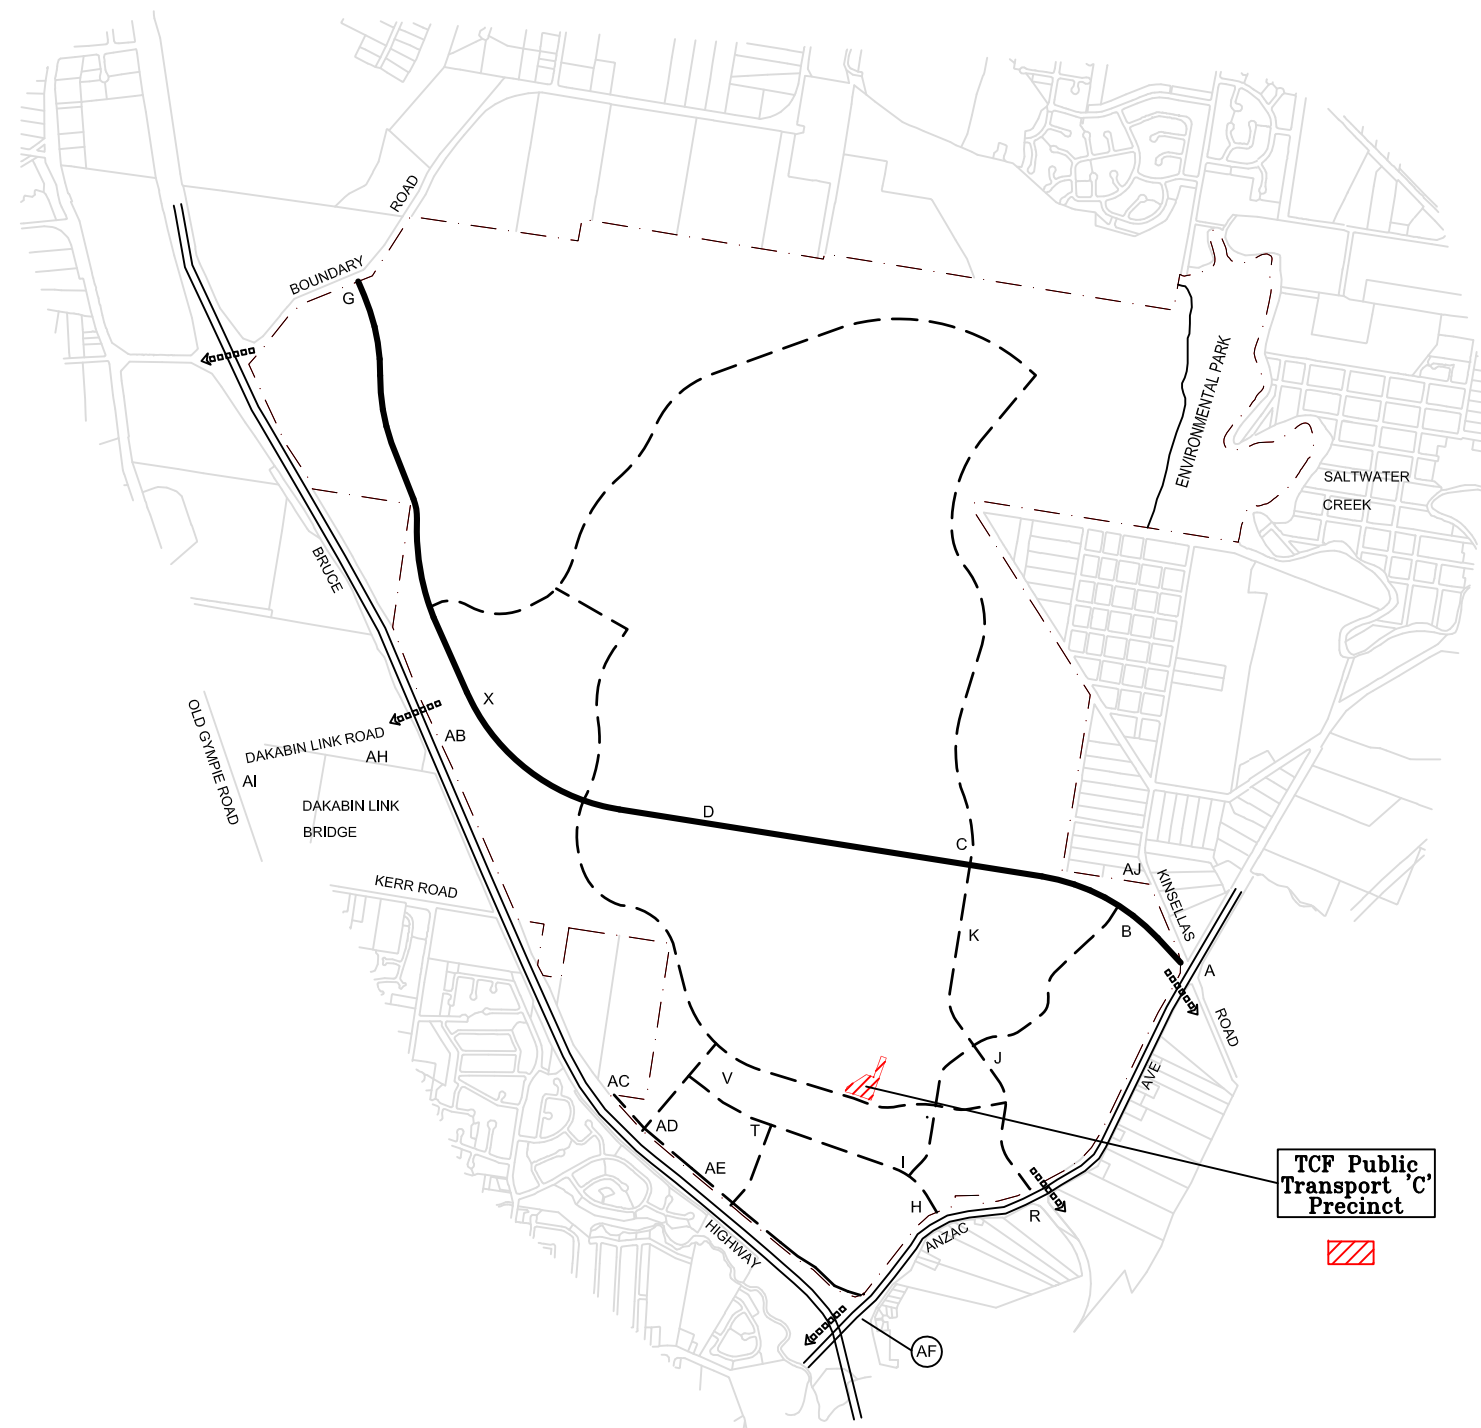 ROAD
BOUNDARY
G
ENVIRONMENTAL PARK
SALTWATER
CREEK
BRUCE
X
OLD GYMPIE ROAD
DAKABIN LINK ROAD
AB
AH
AI
DAKABIN LINK
BRIDGE
D
C
KERR ROAD
AJ
KINSELLAS
B
K
A
ROAD
J
V
AC
AVE
AD
T
AE
I
H
R
HIGHWAY
ANZAC
TCF Public
Transport 'C'
Precinct
AF